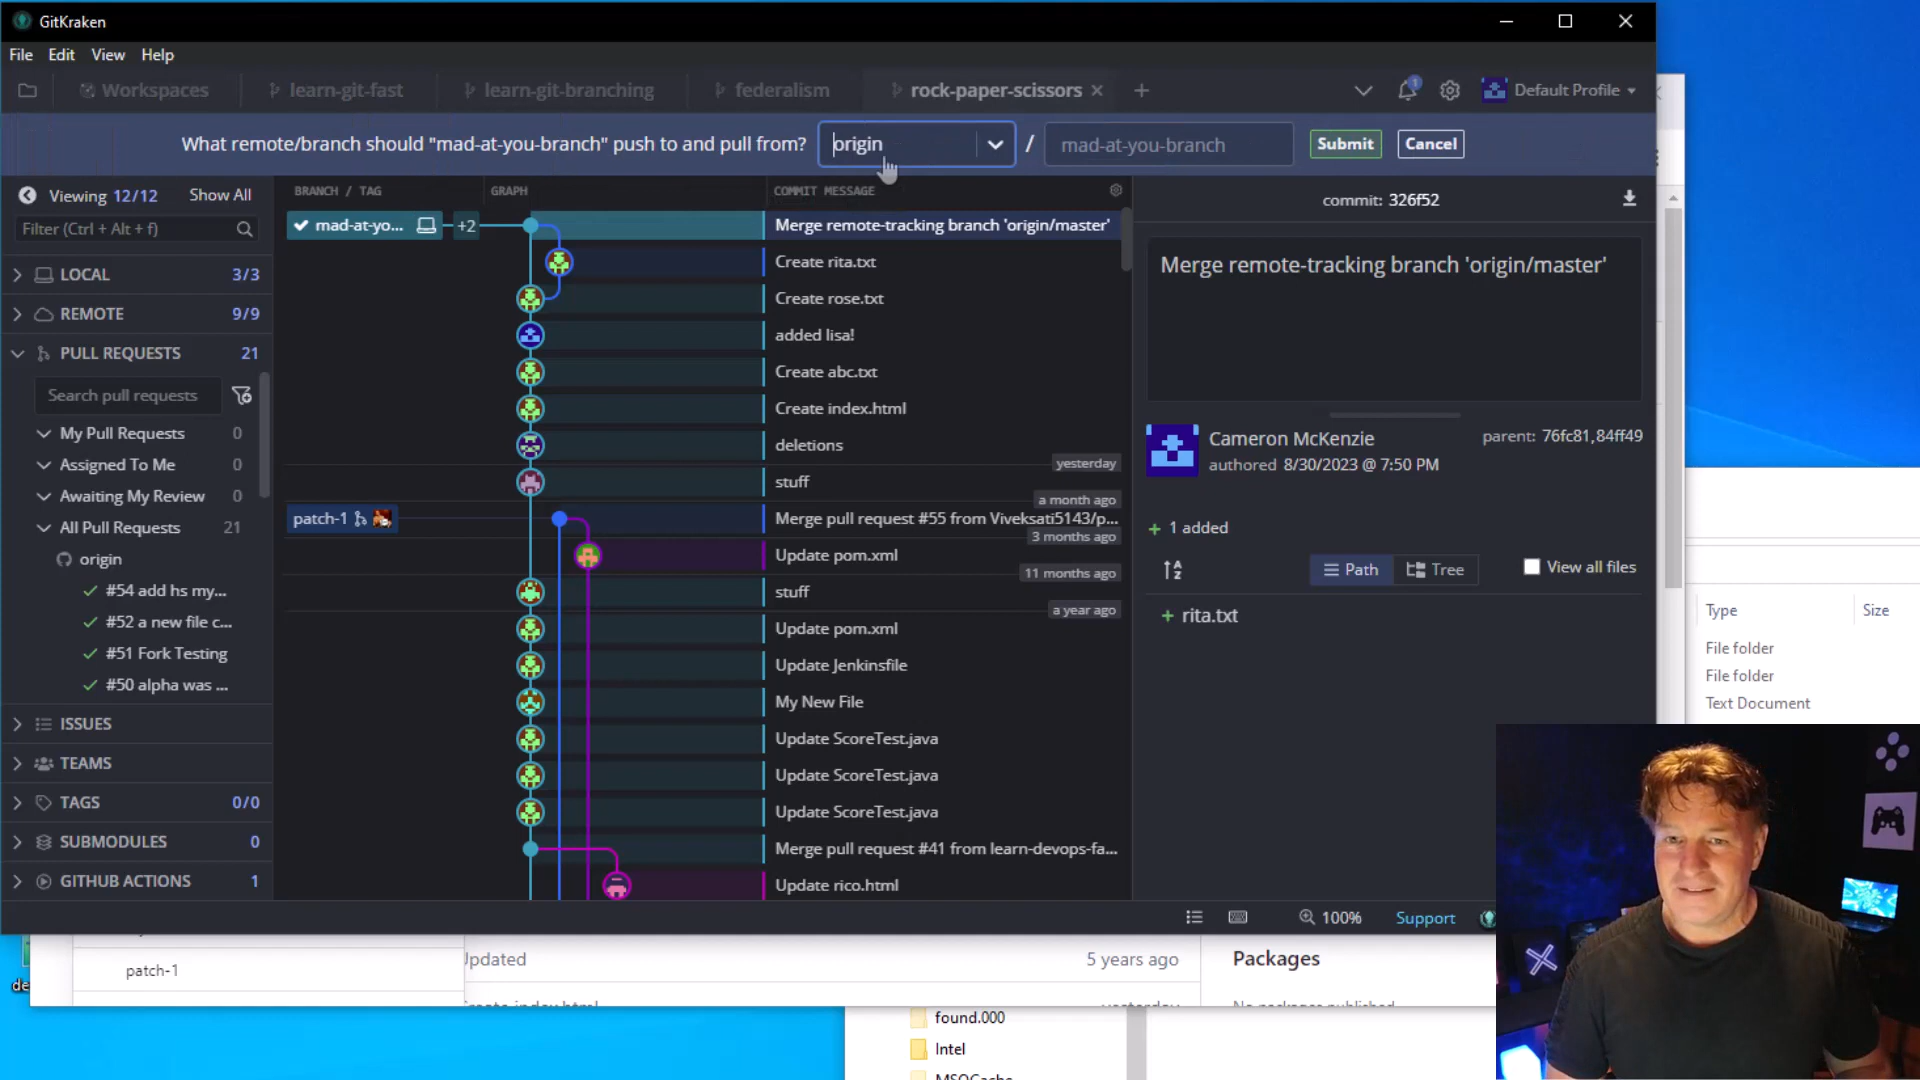 GitKraken
File Edit View Help
Workspaces learn-git-fast learn-git-branching federalism rock-paper-scissors Default Profile
What remote/branch should "mad-at-you-branch" push to and pull from? origin / mad-at-you-branch Submit Cancel
Viewing 12/12 Show All
Filter (Ctrl + Alt + f)
LOCAL 3/3
REMOTE 9/9
PULL REQUESTS 21
Search pull requests
My Pull Requests 0
Assigned To Me 0
Awaiting My Review 0
All Pull Requests 21
origin
#54 add hs my...
#52 a new file c...
#51 Fork Testing
#50 alpha was ...
ISSUES
TEAMS
TAGS 0/0
SUBMODULES 0
GITHUB ACTIONS 1
BRANCH / TAG GRAPH COMMIT MESSAGE
mad-at-yo... +2 Merge remote-tracking branch 'origin/master'
Create rita.txt
Create rose.txt
added lisa!
Create abc.txt
Create index.html
deletions
yesterday
stuff
a month ago
patch-1 Merge pull request #55 from Viveksati5143/p...
3 months ago
Update pom.xml
11 months ago
stuff
a year ago
Update pom.xml
Update Jenkinsfile
My New File
Update ScoreTest.java
Update ScoreTest.java
Update ScoreTest.java
Merge pull request #41 from learn-devops-fa...
Update rico.html
commit: 326f52
Merge remote-tracking branch 'origin/master'
Cameron McKenzie
authored 8/30/2023 @ 7:50 PM
parent: 76fc81,84ff49
1 added
Path Tree View all files
rita.txt
100% Support
Type Size
File folder
File folder
Text Document
patch-1
Updated 5 years ago
Packages
found.000
Intel